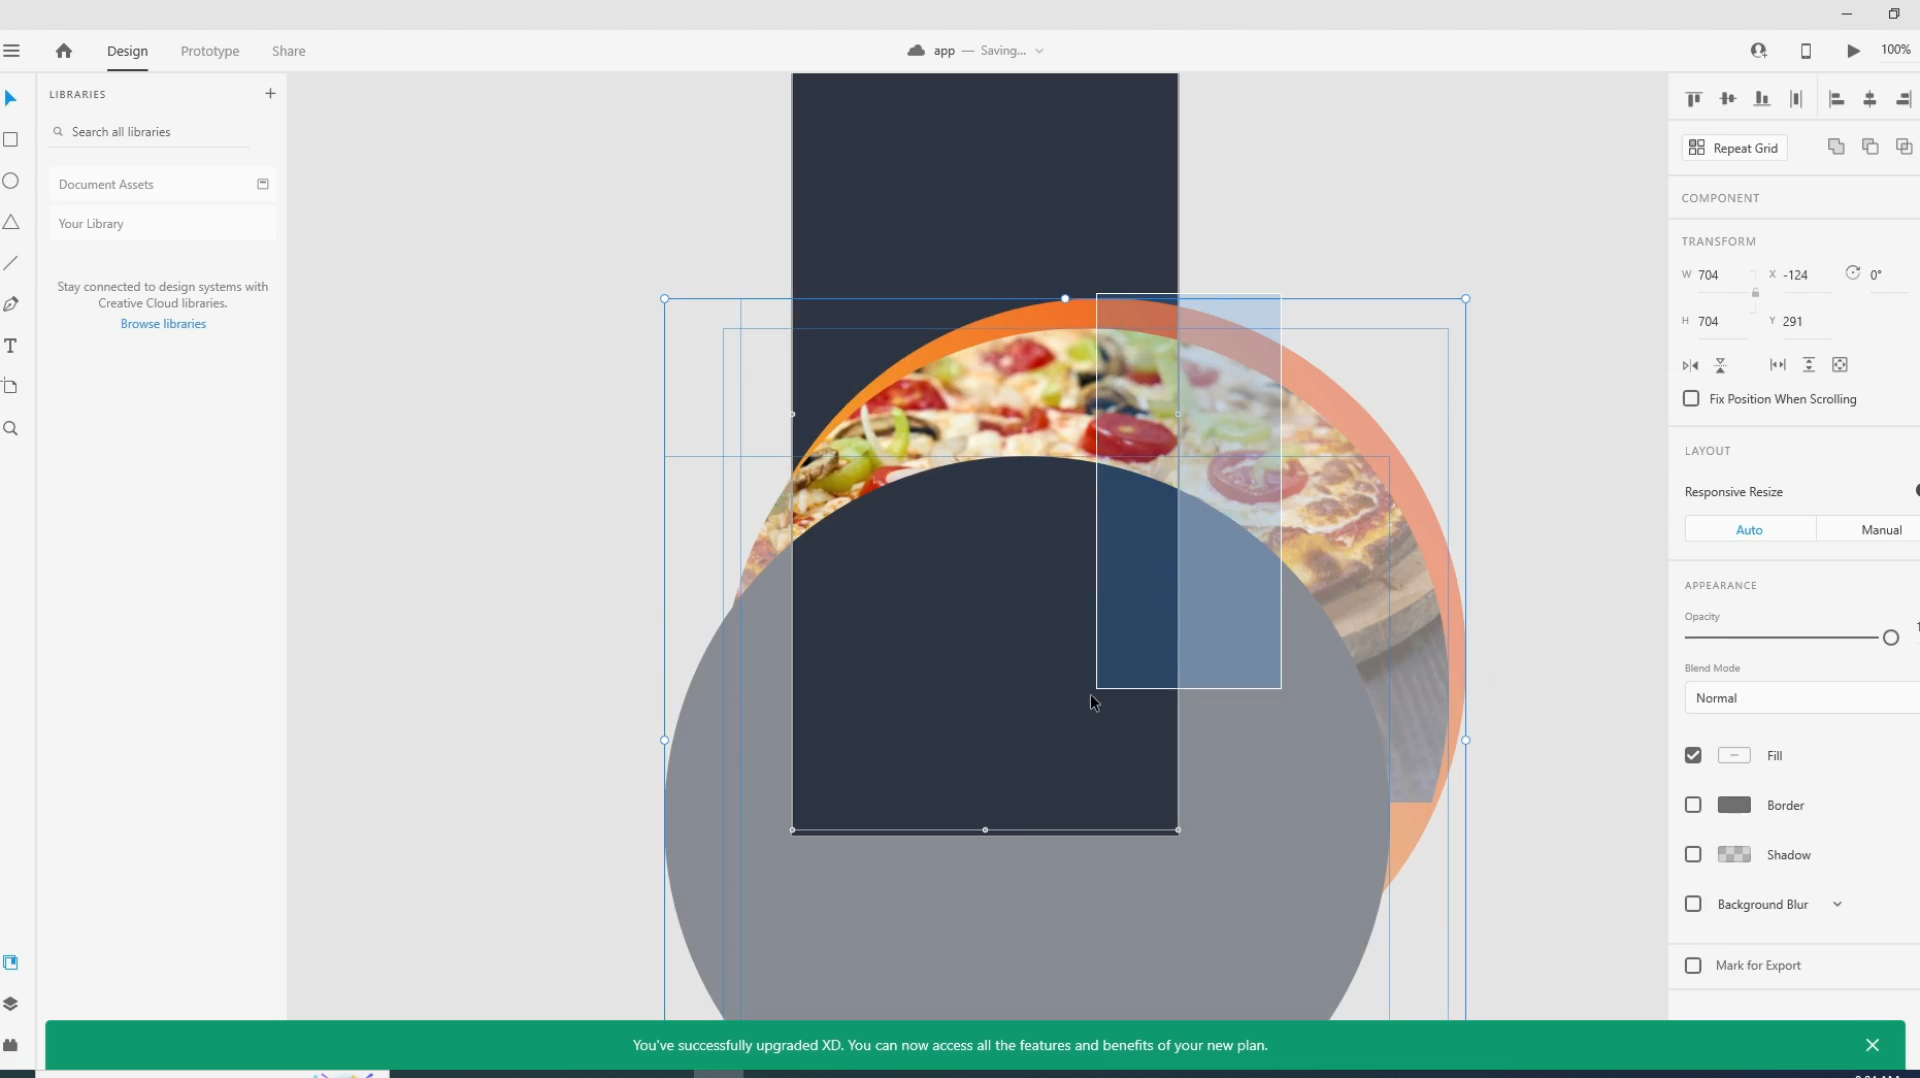 Design
Prototype
Share
app — Saving...
100%
LIBRARIES
Search all libraries
Document Assets
Your Library
Stay connected to design systems with
Creative Cloud libraries.
Browse libraries
Repeat Grid
COMPONENT
TRANSFORM
W 704 X -124 0°
H 704 Y 291
Fix Position When Scrolling
LAYOUT
Responsive Resize
Auto Manual
APPEARANCE
Opacity
Blend Mode
Normal
Fill
Border
Shadow
Background Blur
Mark for Export
You've successfully upgraded XD. You can now access all the features and benefits of your new plan.